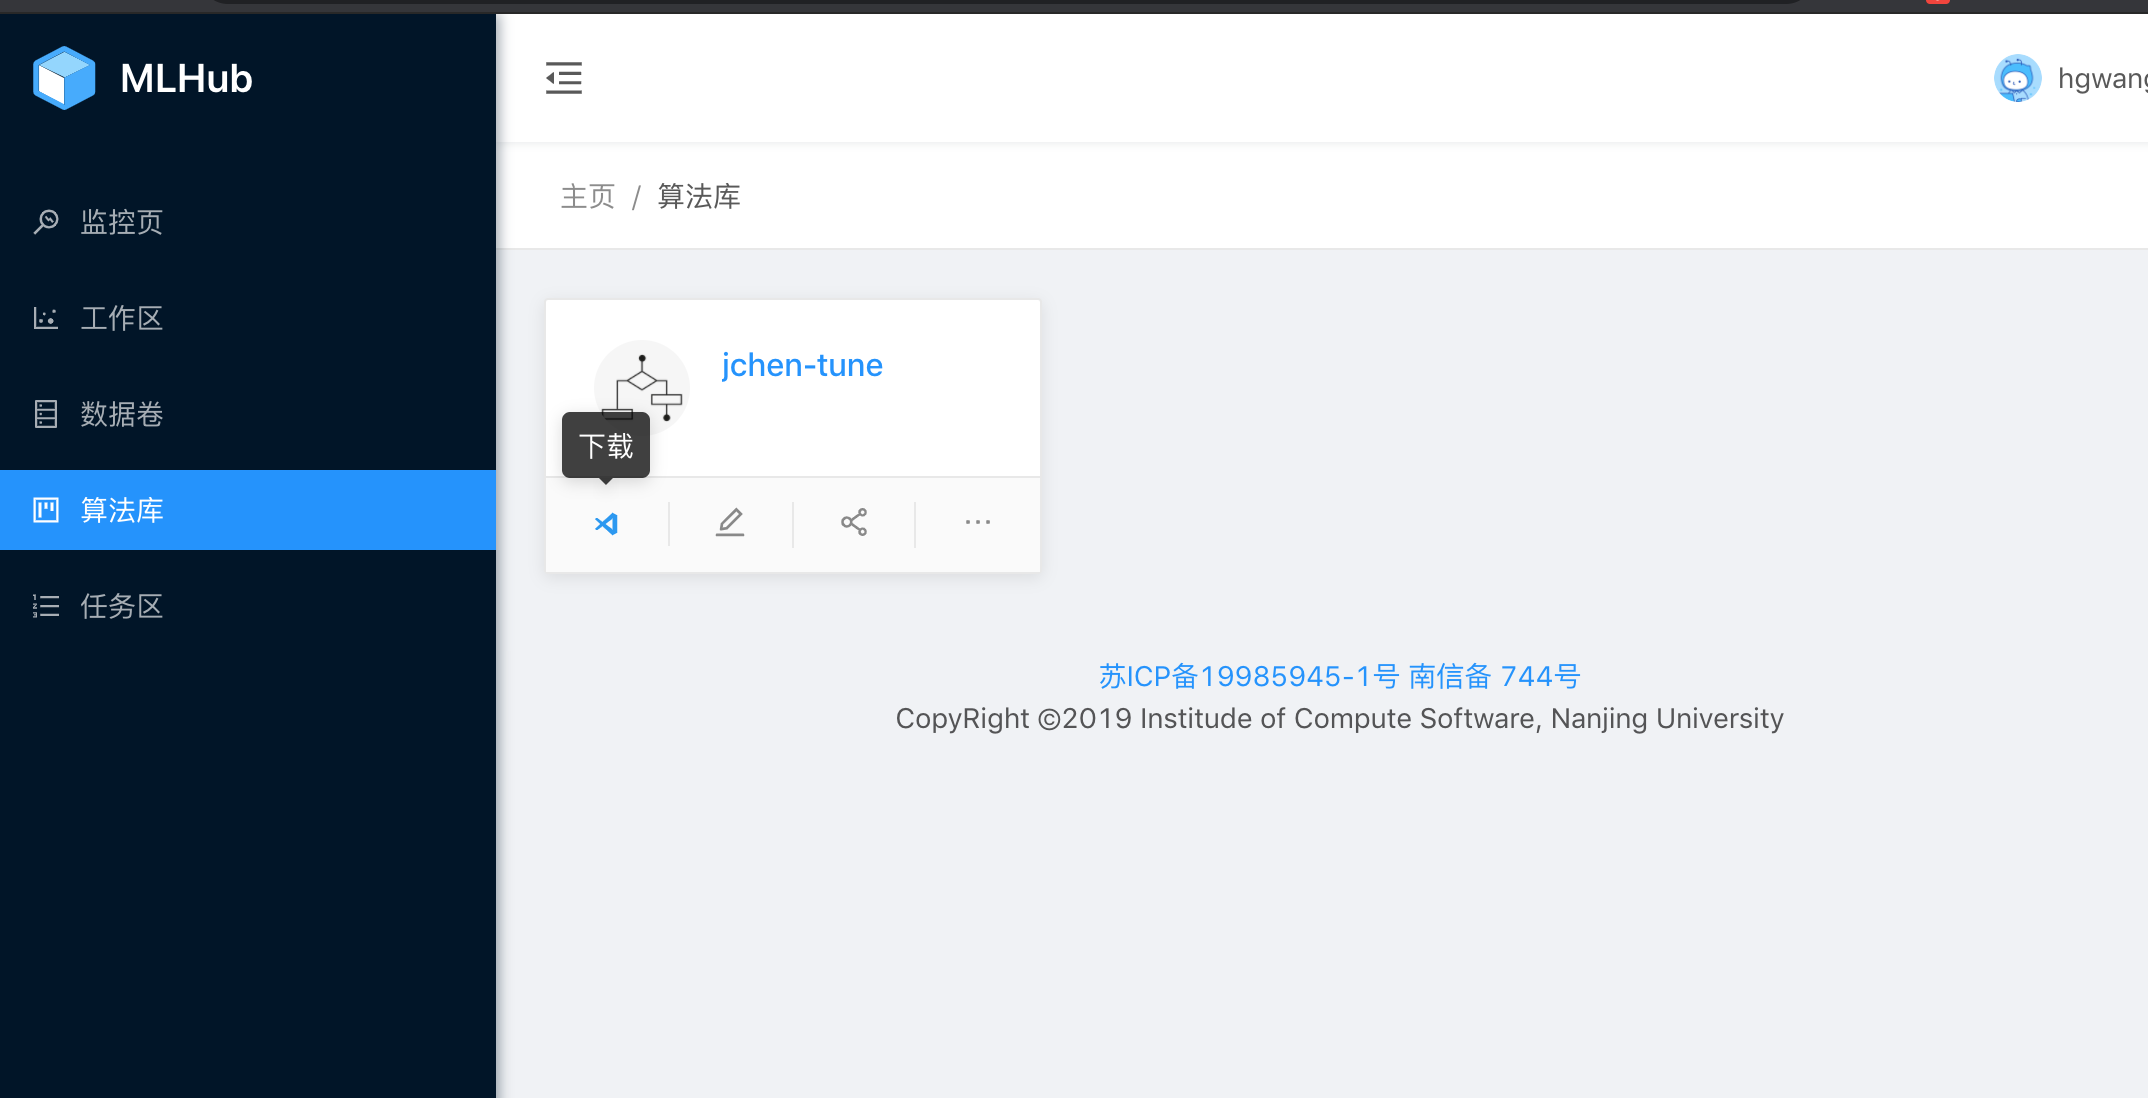 MLHub
监控页
工作区
数据卷
算法库
任务区
主页 / 算法库
jchen-tune
下载
苏ICP备19985945-1号 南信备 744号
CopyRight ©2019 Institude of Compute Software, Nanjing University